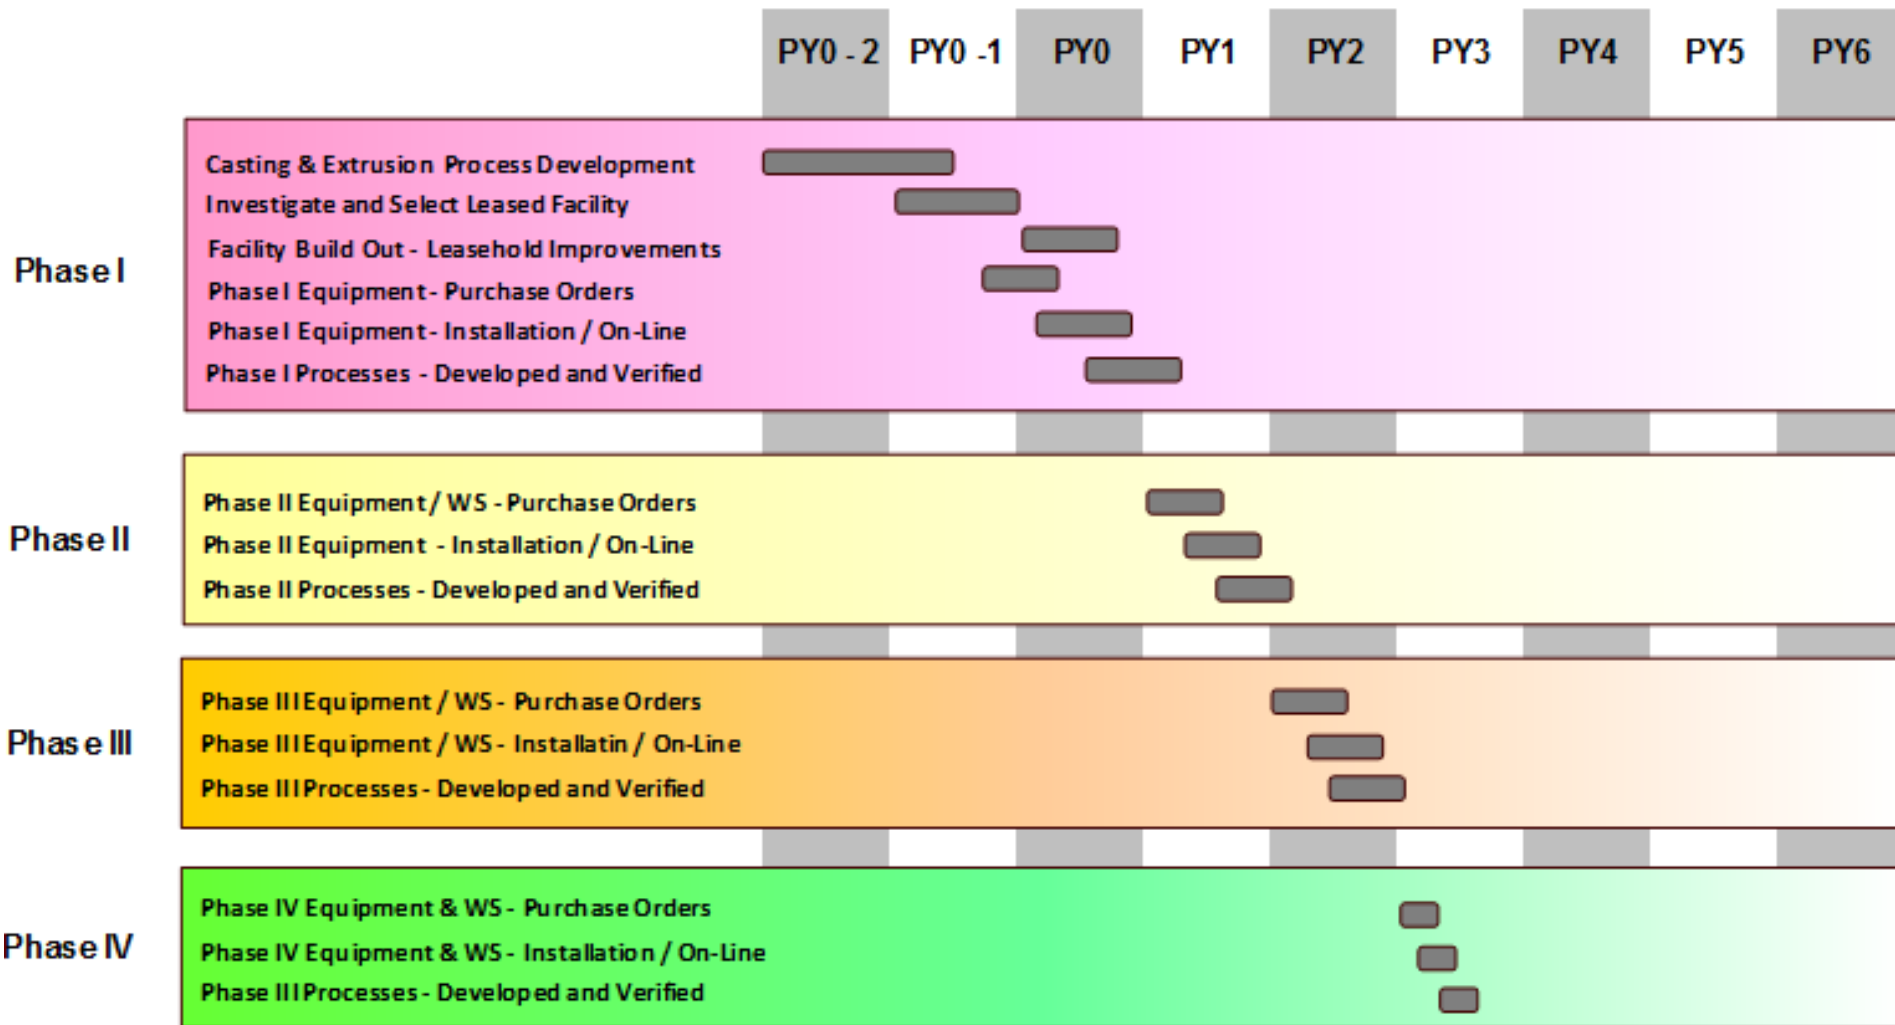 PY0 - 2 PY0 -1 PY0 PY1 PY2 PY3 PY4 PY5 PY6
Phase I
Casting & Extrusion Process Development
Investigate and Select Leased Facility
Facility Build Out - Leasehold Improvements
Phase I Equipment - Purchase Orders
Phase I Equipment - Installation / On-Line
Phase I Processes - Developed and Verified
Phase II
Phase II Equipment / WS - Purchase Orders
Phase II Equipment - Installation / On-Line
Phase II Processes - Developed and Verified
Phase III
Phase III Equipment / WS - Purchase Orders
Phase III Equipment / WS - Installatin / On-Line
Phase III Processes - Developed and Verified
Phase IV
Phase IV Equipment & WS - Purchase Orders
Phase IV Equipment & WS - Installation / On-Line
Phase III Processes - Developed and Verified